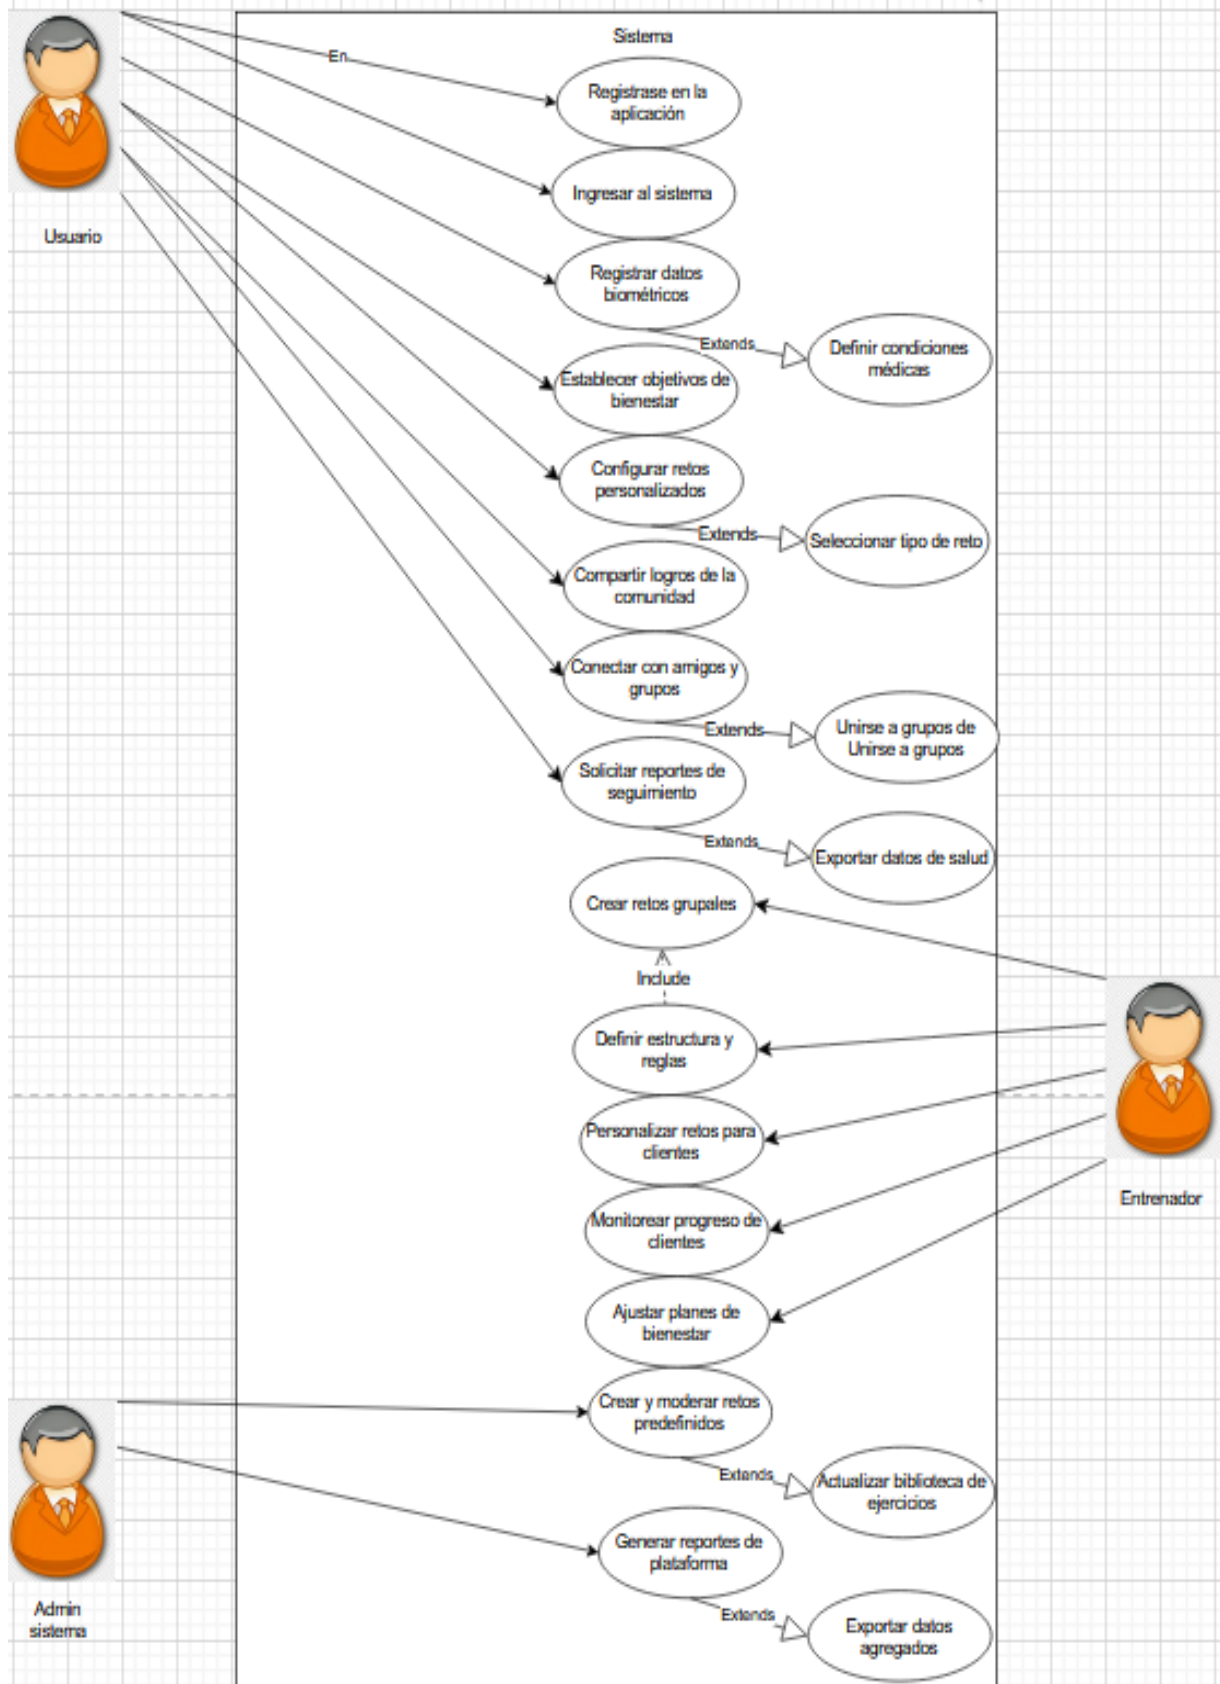 Sistema
En
Registrase en la
aplicación
Ingresar al sistema
Usuario
Registrar datos
biométricos
Extends
Definir condiciones
médicas
Establecer objetivos de
bienestar
Configurar retos
personalizados
Extends
Seleccionar tipo de reto
Compartir logros de la
comunidad
Conectar con amigos y
grupos
Extends
Unirse a grupos de
Unirse a grupos
Solicitar reportes de
seguimiento
Extends
Exportar datos de salud
Crear retos grupales
Include
Definir estructura y
reglas
Personalizar retos para
clientes
Entrenador
Monitorear progreso de
clientes
Ajustar planes de
bienestar
Crear y moderar retos
predefinidos
Extends
Actualizar biblioteca de
ejercicios
Generar reportes de
plataforma
Admin
sistema
Extends
Exportar datos
agregados